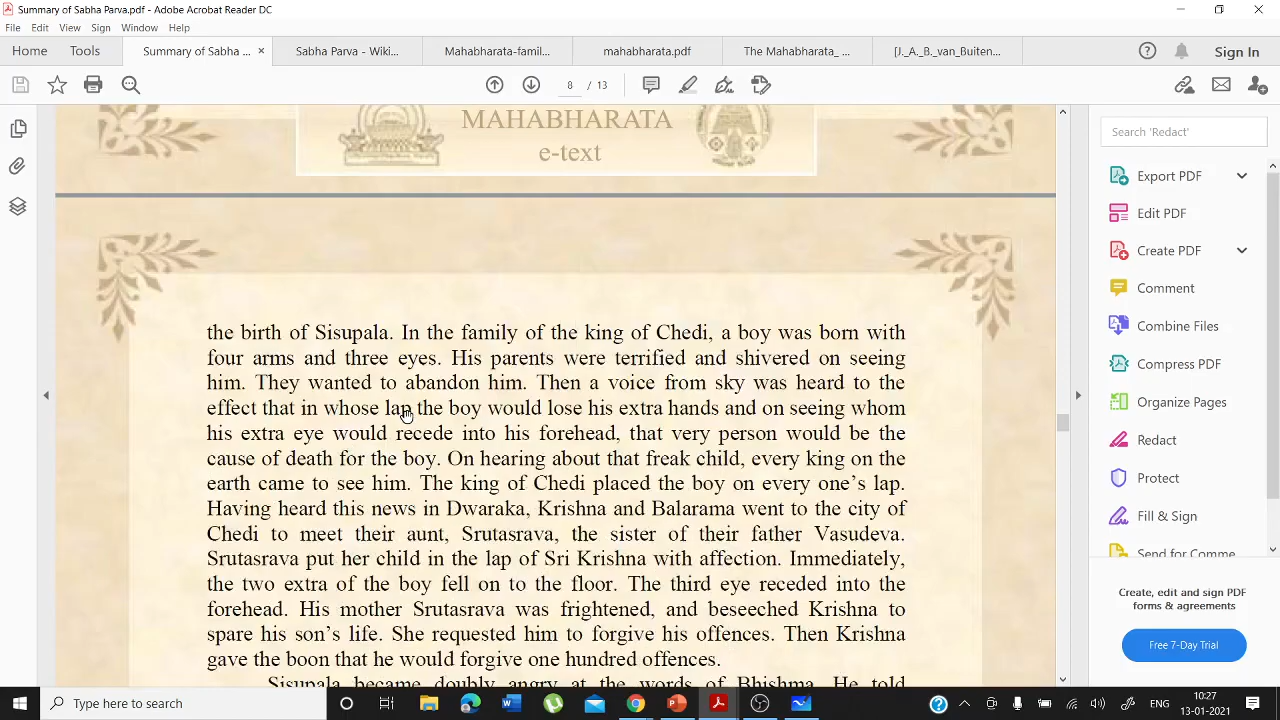 Summary of Sabha Parva.pdf - Adobe Acrobat Reader DC
File Edit View Sign Window Help
Home Tools Summary of Sabha ... × Sabha Parva - Wiki... Mahabharata-famil... mahabharata.pdf The Mahabharata_ ... [J._A._B._van_Buiten... Sign In
8 / 13
MAHABHARATA
e-text
the birth of Sisupala. In the family of the king of Chedi, a boy was born with
four arms and three eyes. His parents were terrified and shivered on seeing
him. They wanted to abandon him. Then a voice from sky was heard to the
effect that in whose lap the boy would lose his extra hands and on seeing whom
his extra eye would recede into his forehead, that very person would be the
cause of death for the boy. On hearing about that freak child, every king on the
earth came to see him. The king of Chedi placed the boy on every one’s lap.
Having heard this news in Dwaraka, Krishna and Balarama went to the city of
Chedi to meet their aunt, Srutasrava, the sister of their father Vasudeva.
Srutasrava put her child in the lap of Sri Krishna with affection. Immediately,
the two extra of the boy fell on to the floor. The third eye receded into the
forehead. His mother Srutasrava was frightened, and beseeched Krishna to
spare his son’s life. She requested him to forgive his offences. Then Krishna
gave the boon that he would forgive one hundred offences.
Sisupala became doubly angry at the words of Bhishma. He told
Search 'Redact'
Export PDF
Edit PDF
Create PDF
Comment
Combine Files
Compress PDF
Organize Pages
Redact
Protect
Fill & Sign
Send for Comme
Create, edit and sign PDF
forms & agreements
Free 7-Day Trial
Type here to search
ENG
10:27
13-01-2021